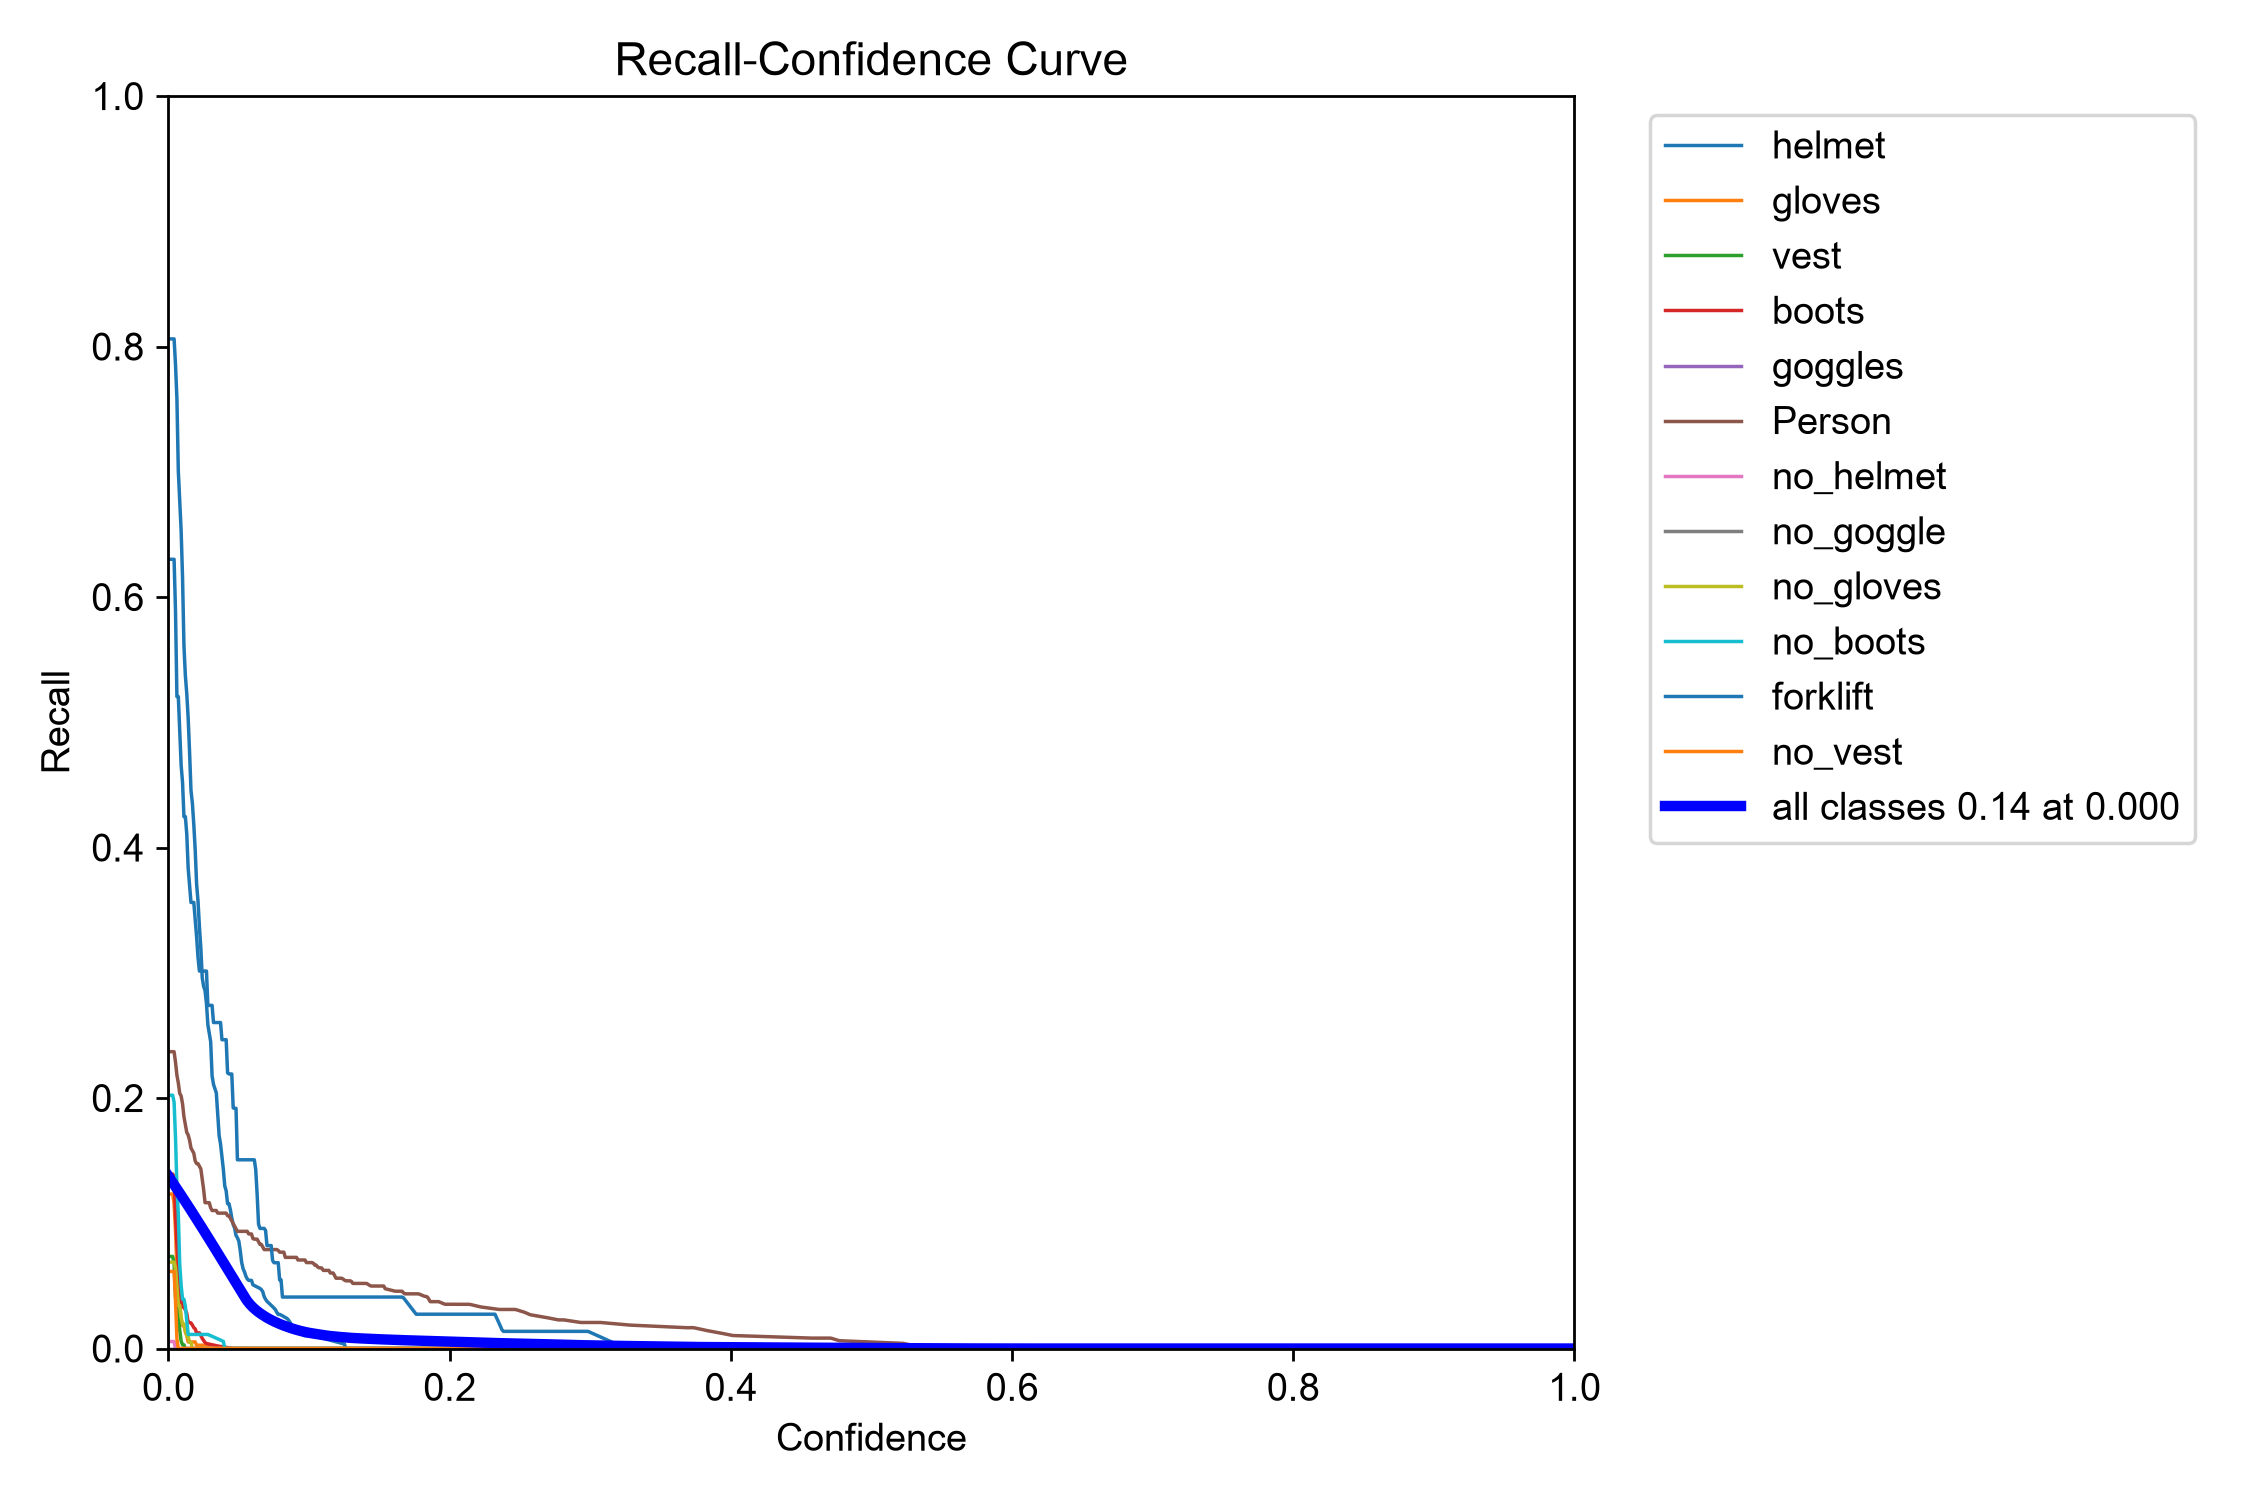 Recall-Confidence Curve
1.0
0.8
0.6
0.4
0.2
0.0
Recall
0.0 0.2 0.4 0.6 0.8 1.0
Confidence
helmet
gloves
vest
boots
goggles
Person
no_helmet
no_goggle
no_gloves
no_boots
forklift
no_vest
all classes 0.14 at 0.000